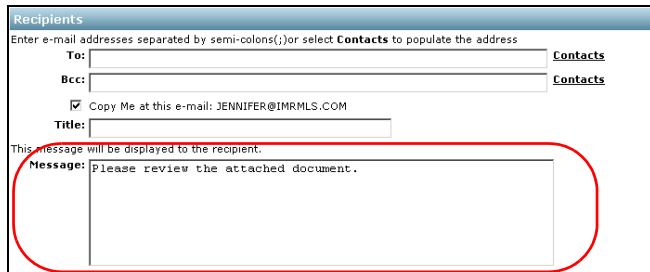 Recipients
Enter e-mail addresses separated by semi-colons(;)or select Contacts to populate the address
To: Contacts
Bcc: Contacts
Copy Me at this e-mail: JENNIFER@IMRMLS.COM
Title:
This message will be displayed to the recipient.
Message: Please review the attached document.